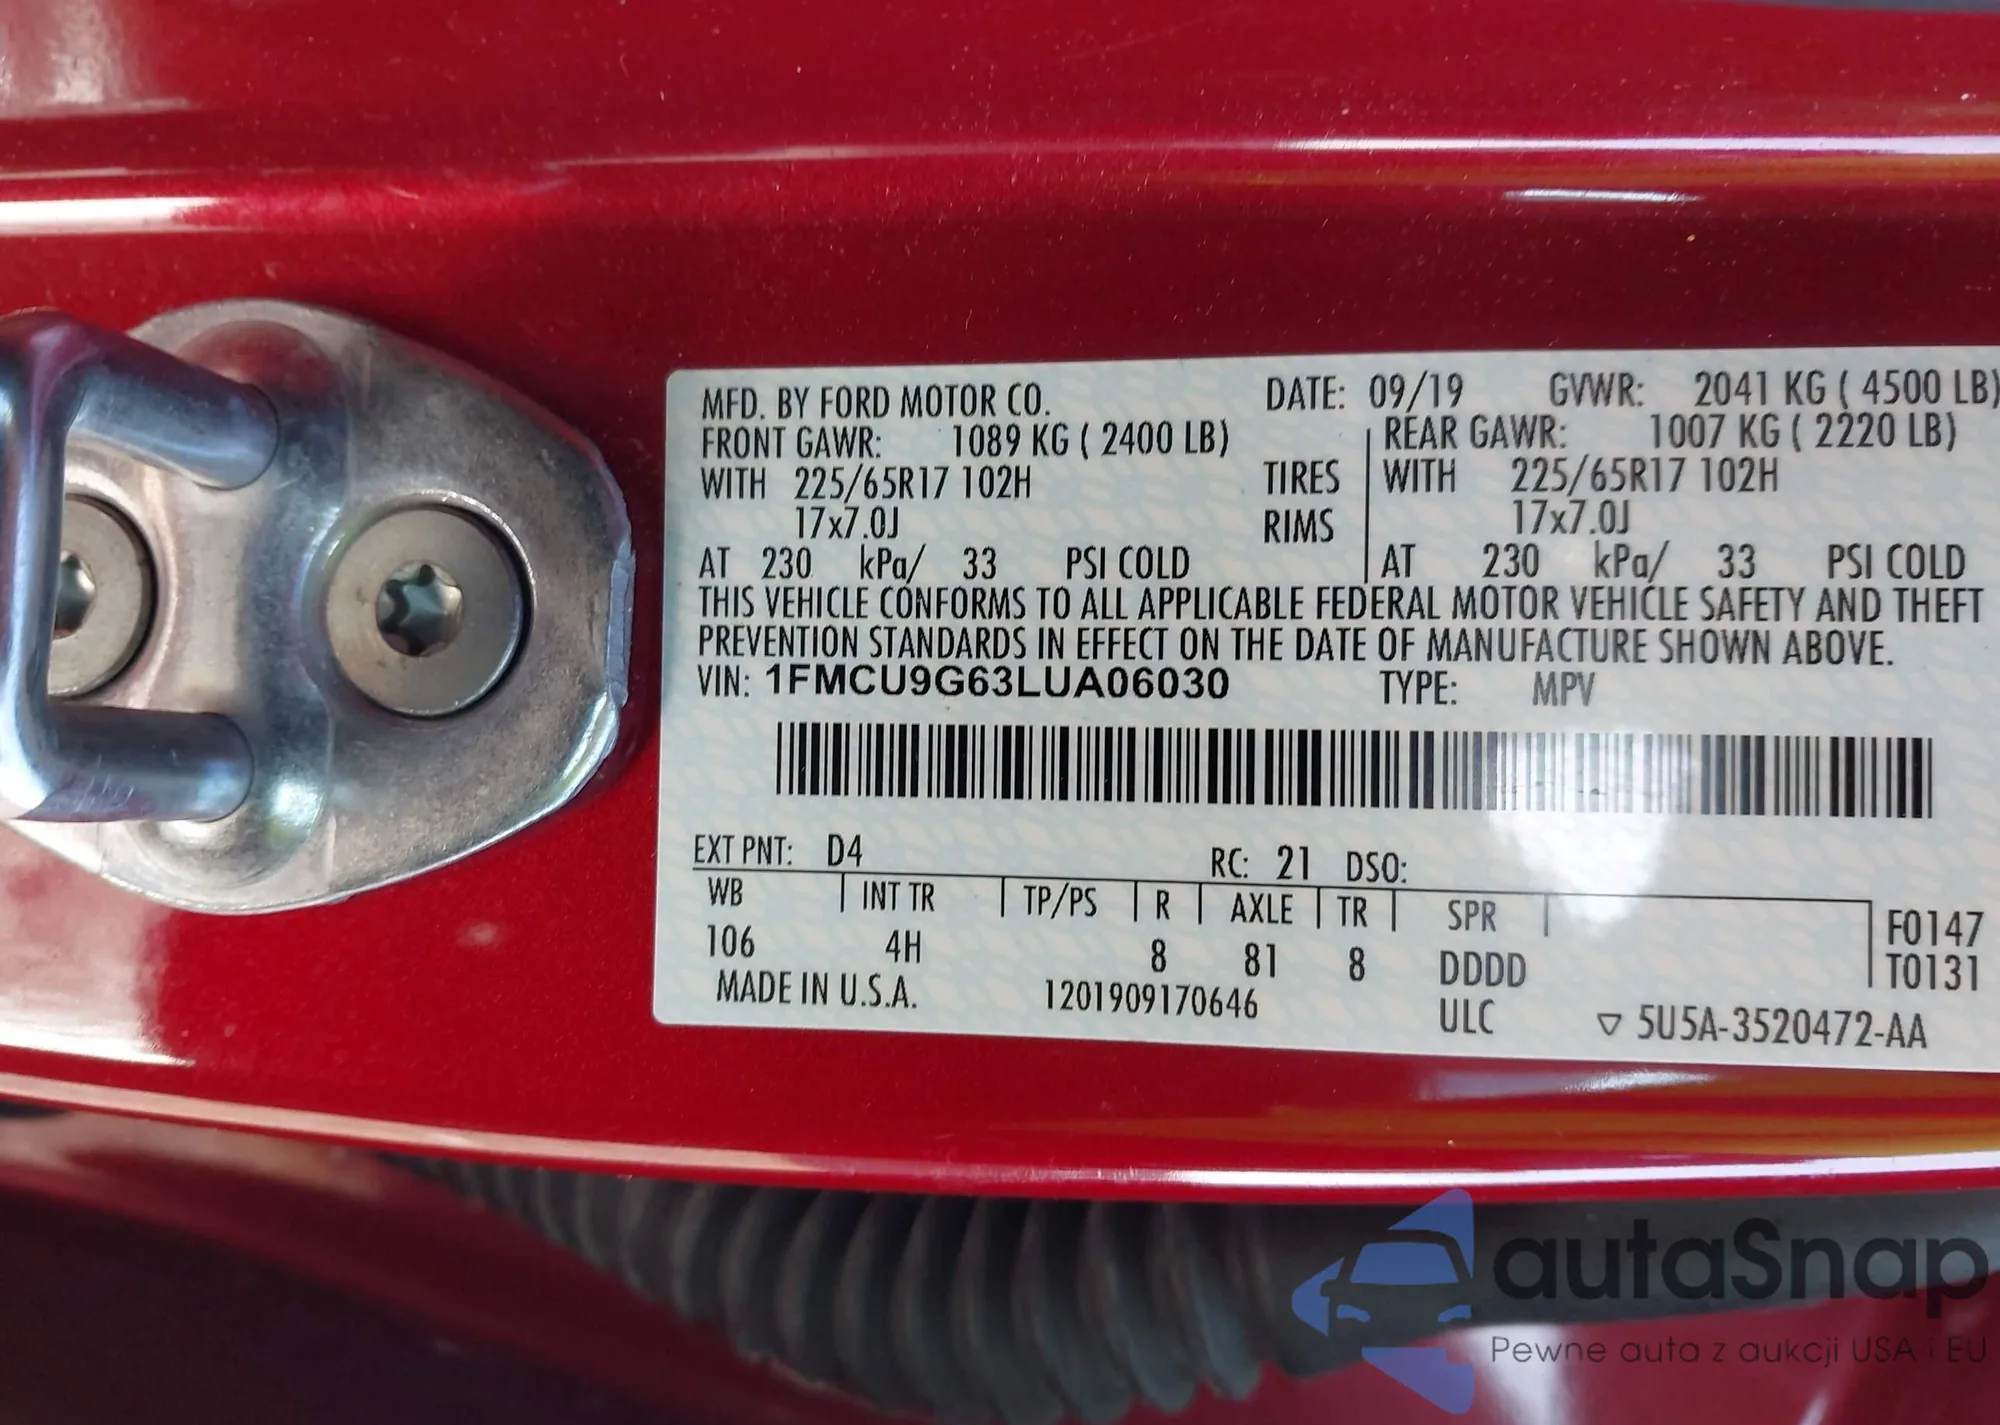 MFD. BY FORD MOTOR CO. DATE: 09/19 GVWR: 2041 KG ( 4500 LB)
FRONT GAWR: 1089 KG ( 2400 LB) REAR GAWR: 1007 KG ( 2220 LB)
WITH 225/65R17 102H TIRES WITH 225/65R17 102H
17x7.0J RIMS 17x7.0J
AT 230 kPa/ 33 PSI COLD AT 230 kPa/ 33 PSI COLD
THIS VEHICLE CONFORMS TO ALL APPLICABLE FEDERAL MOTOR VEHICLE SAFETY AND THEFT
PREVENTION STANDARDS IN EFFECT ON THE DATE OF MANUFACTURE SHOWN ABOVE.
VIN: 1FMCU9G63LUA06030 TYPE: MPV
EXT PNT: D4 RC: 21 DSO:
WB INT TR TP/PS R AXLE TR SPR F0147
106 4H 8 81 8 DDDD T0131
MADE IN U.S.A. 1201909170646 ULC ▽ 5U5A-3520472-AA
autaSnap
Pewne auta z aukcji USA i EU